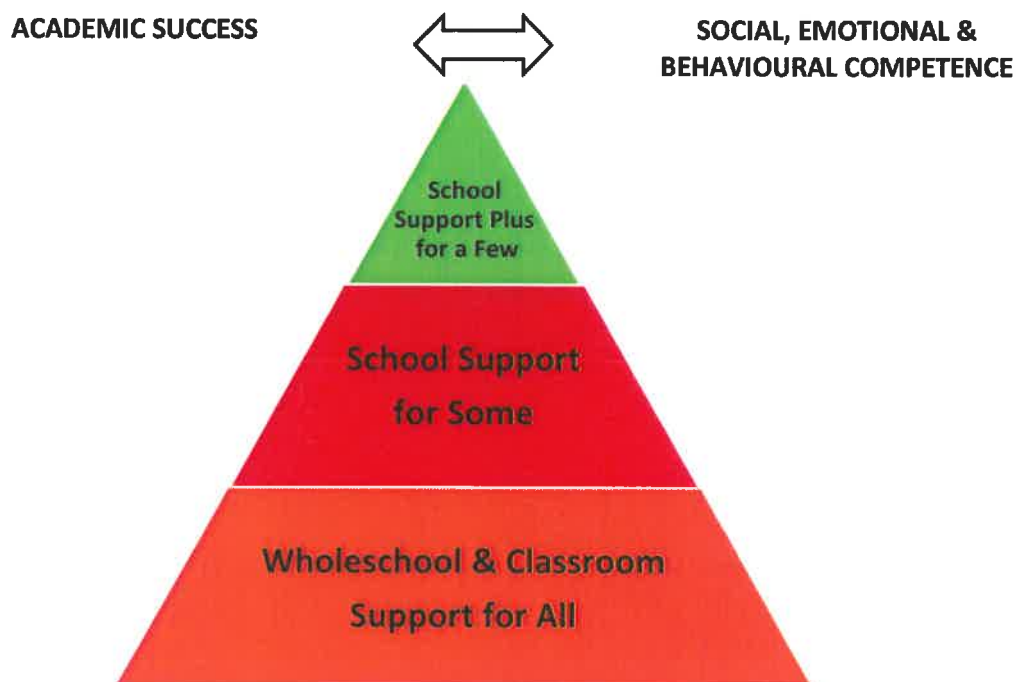 ACADEMIC SUCCESS
SOCIAL, EMOTIONAL &
BEHAVIOURAL COMPETENCE
School
Support Plus
for a Few
School Support
for Some
Wholeschool & Classroom
Support for All